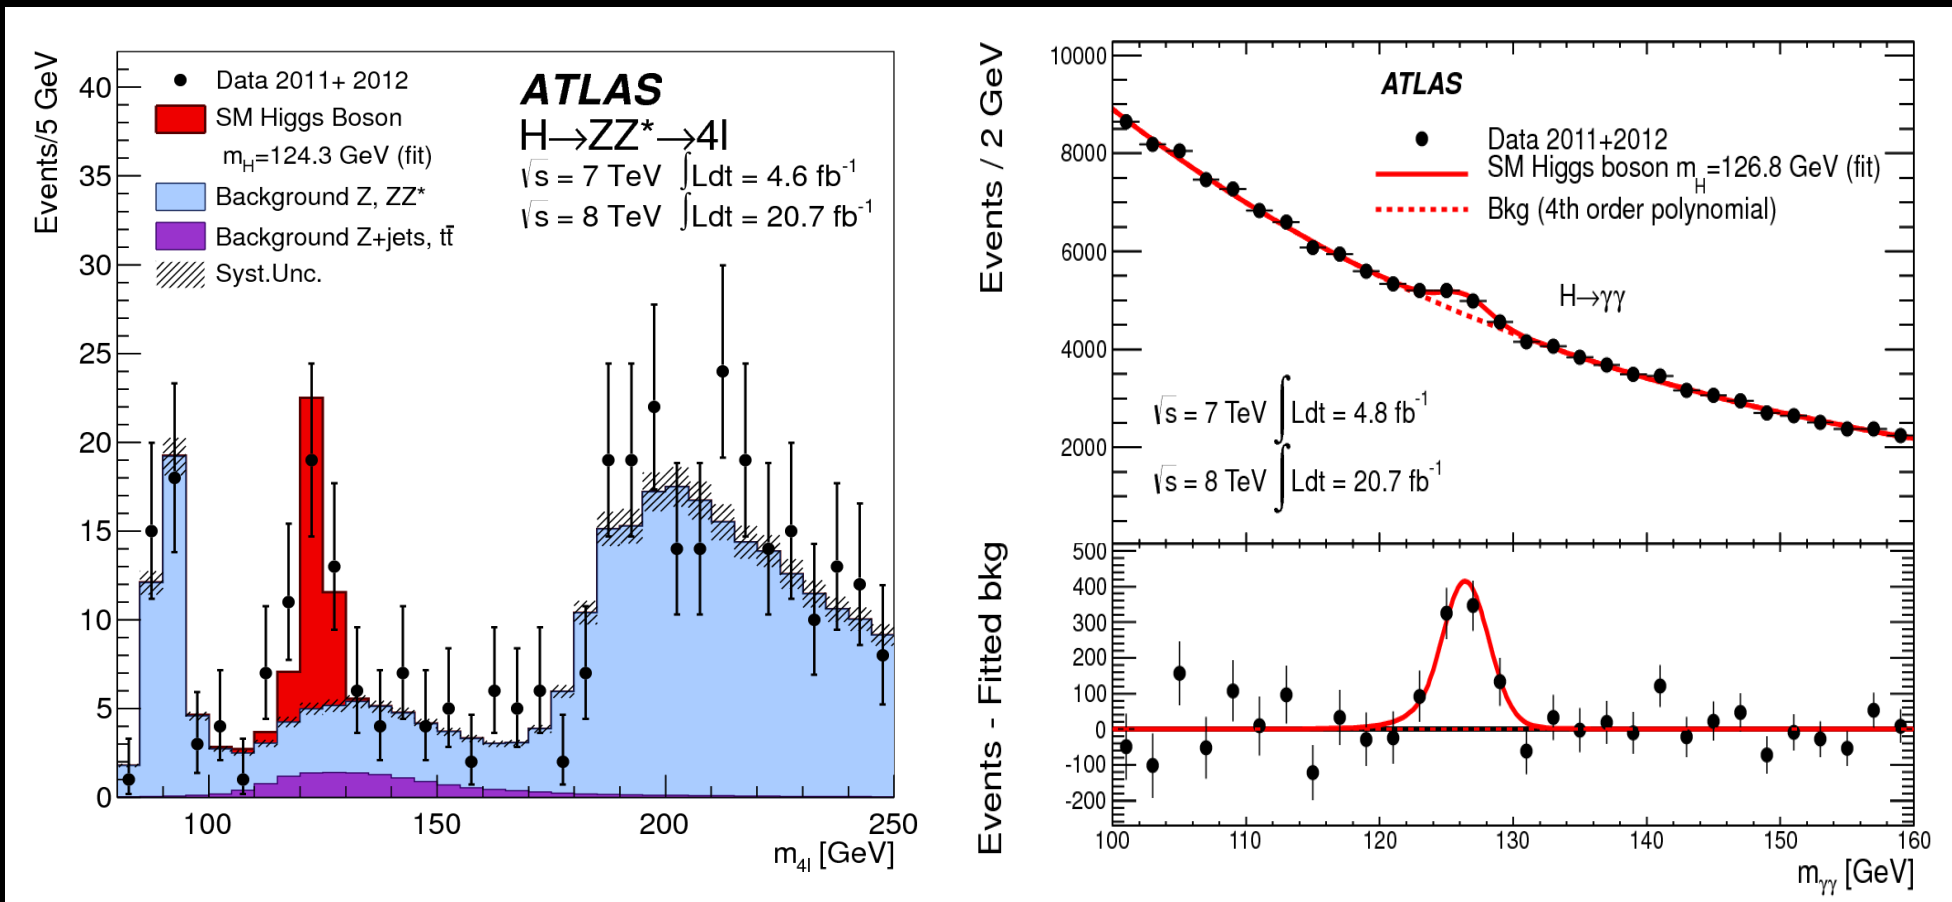 Events/5 GeV
40
35
30
25
20
15
10
5
0
Data 2011+ 2012
SM Higgs Boson
m_H=124.3 GeV (fit)
Background Z, ZZ*
Background Z+jets, tt̄
Syst.Unc.
ATLAS
H→ZZ*→4l
√s = 7 TeV ∫Ldt = 4.6 fb⁻¹
√s = 8 TeV ∫Ldt = 20.7 fb⁻¹
100 150 200 250
m_4l [GeV]
Events / 2 GeV
10000
8000
6000
4000
2000
ATLAS
Data 2011+2012
SM Higgs boson m_H=126.8 GeV (fit)
Bkg (4th order polynomial)
H→γγ
√s = 7 TeV ∫Ldt = 4.8 fb⁻¹
√s = 8 TeV ∫Ldt = 20.7 fb⁻¹
Events - Fitted bkg
500
400
300
200
100
0
-100
-200
100 110 120 130 140 150 160
m_γγ [GeV]